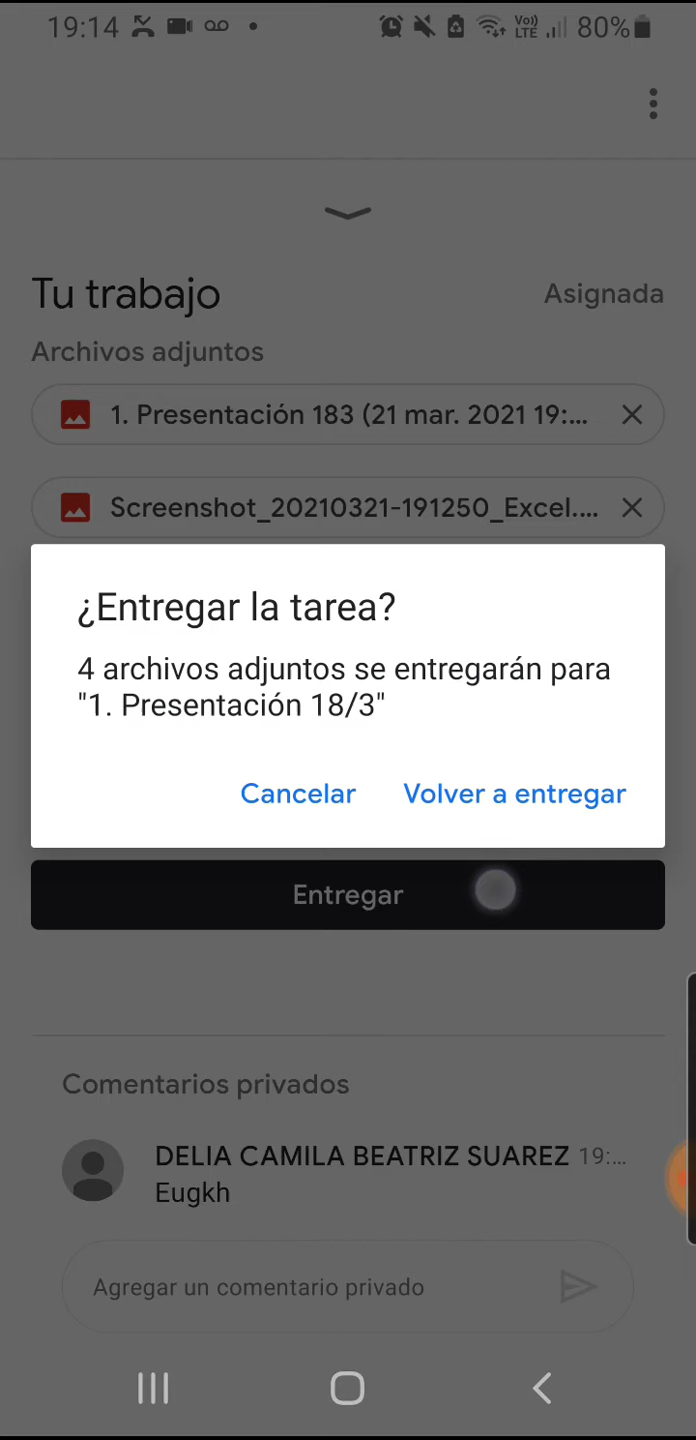 19:14 80%
Vo))
LTE
Tu trabajo
Asignada
Archivos adjuntos
1. Presentación 183 (21 mar. 2021 19:...
Screenshot_20210321-191250_Excel....
¿Entregar la tarea?
4 archivos adjuntos se entregarán para
"1. Presentación 18/3"
Cancelar
Volver a entregar
Entregar
Comentarios privados
DELIA CAMILA BEATRIZ SUAREZ 19:...
Eugkh
Agregar un comentario privado